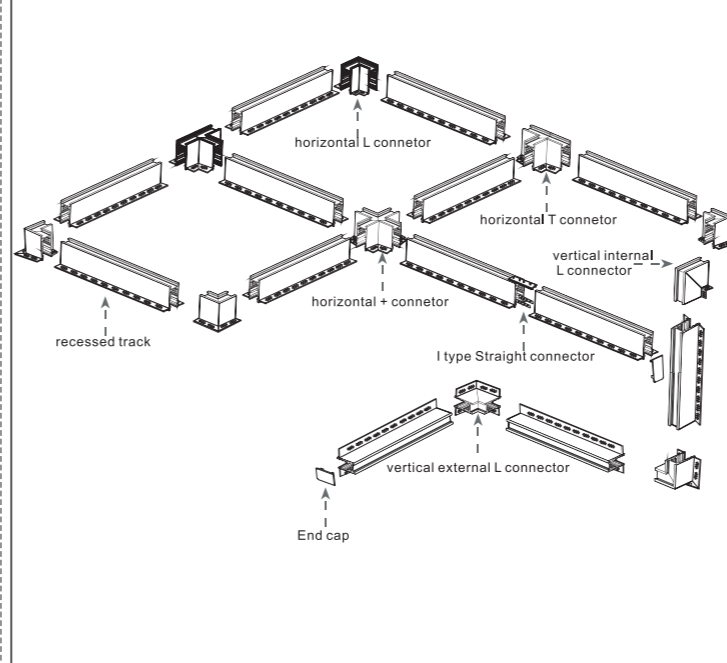 horizontal L connetor
horizontal T connetor
vertical internal
L connector
horizontal + connetor
recessed track
I type Straight connector
vertical external L connector
End cap